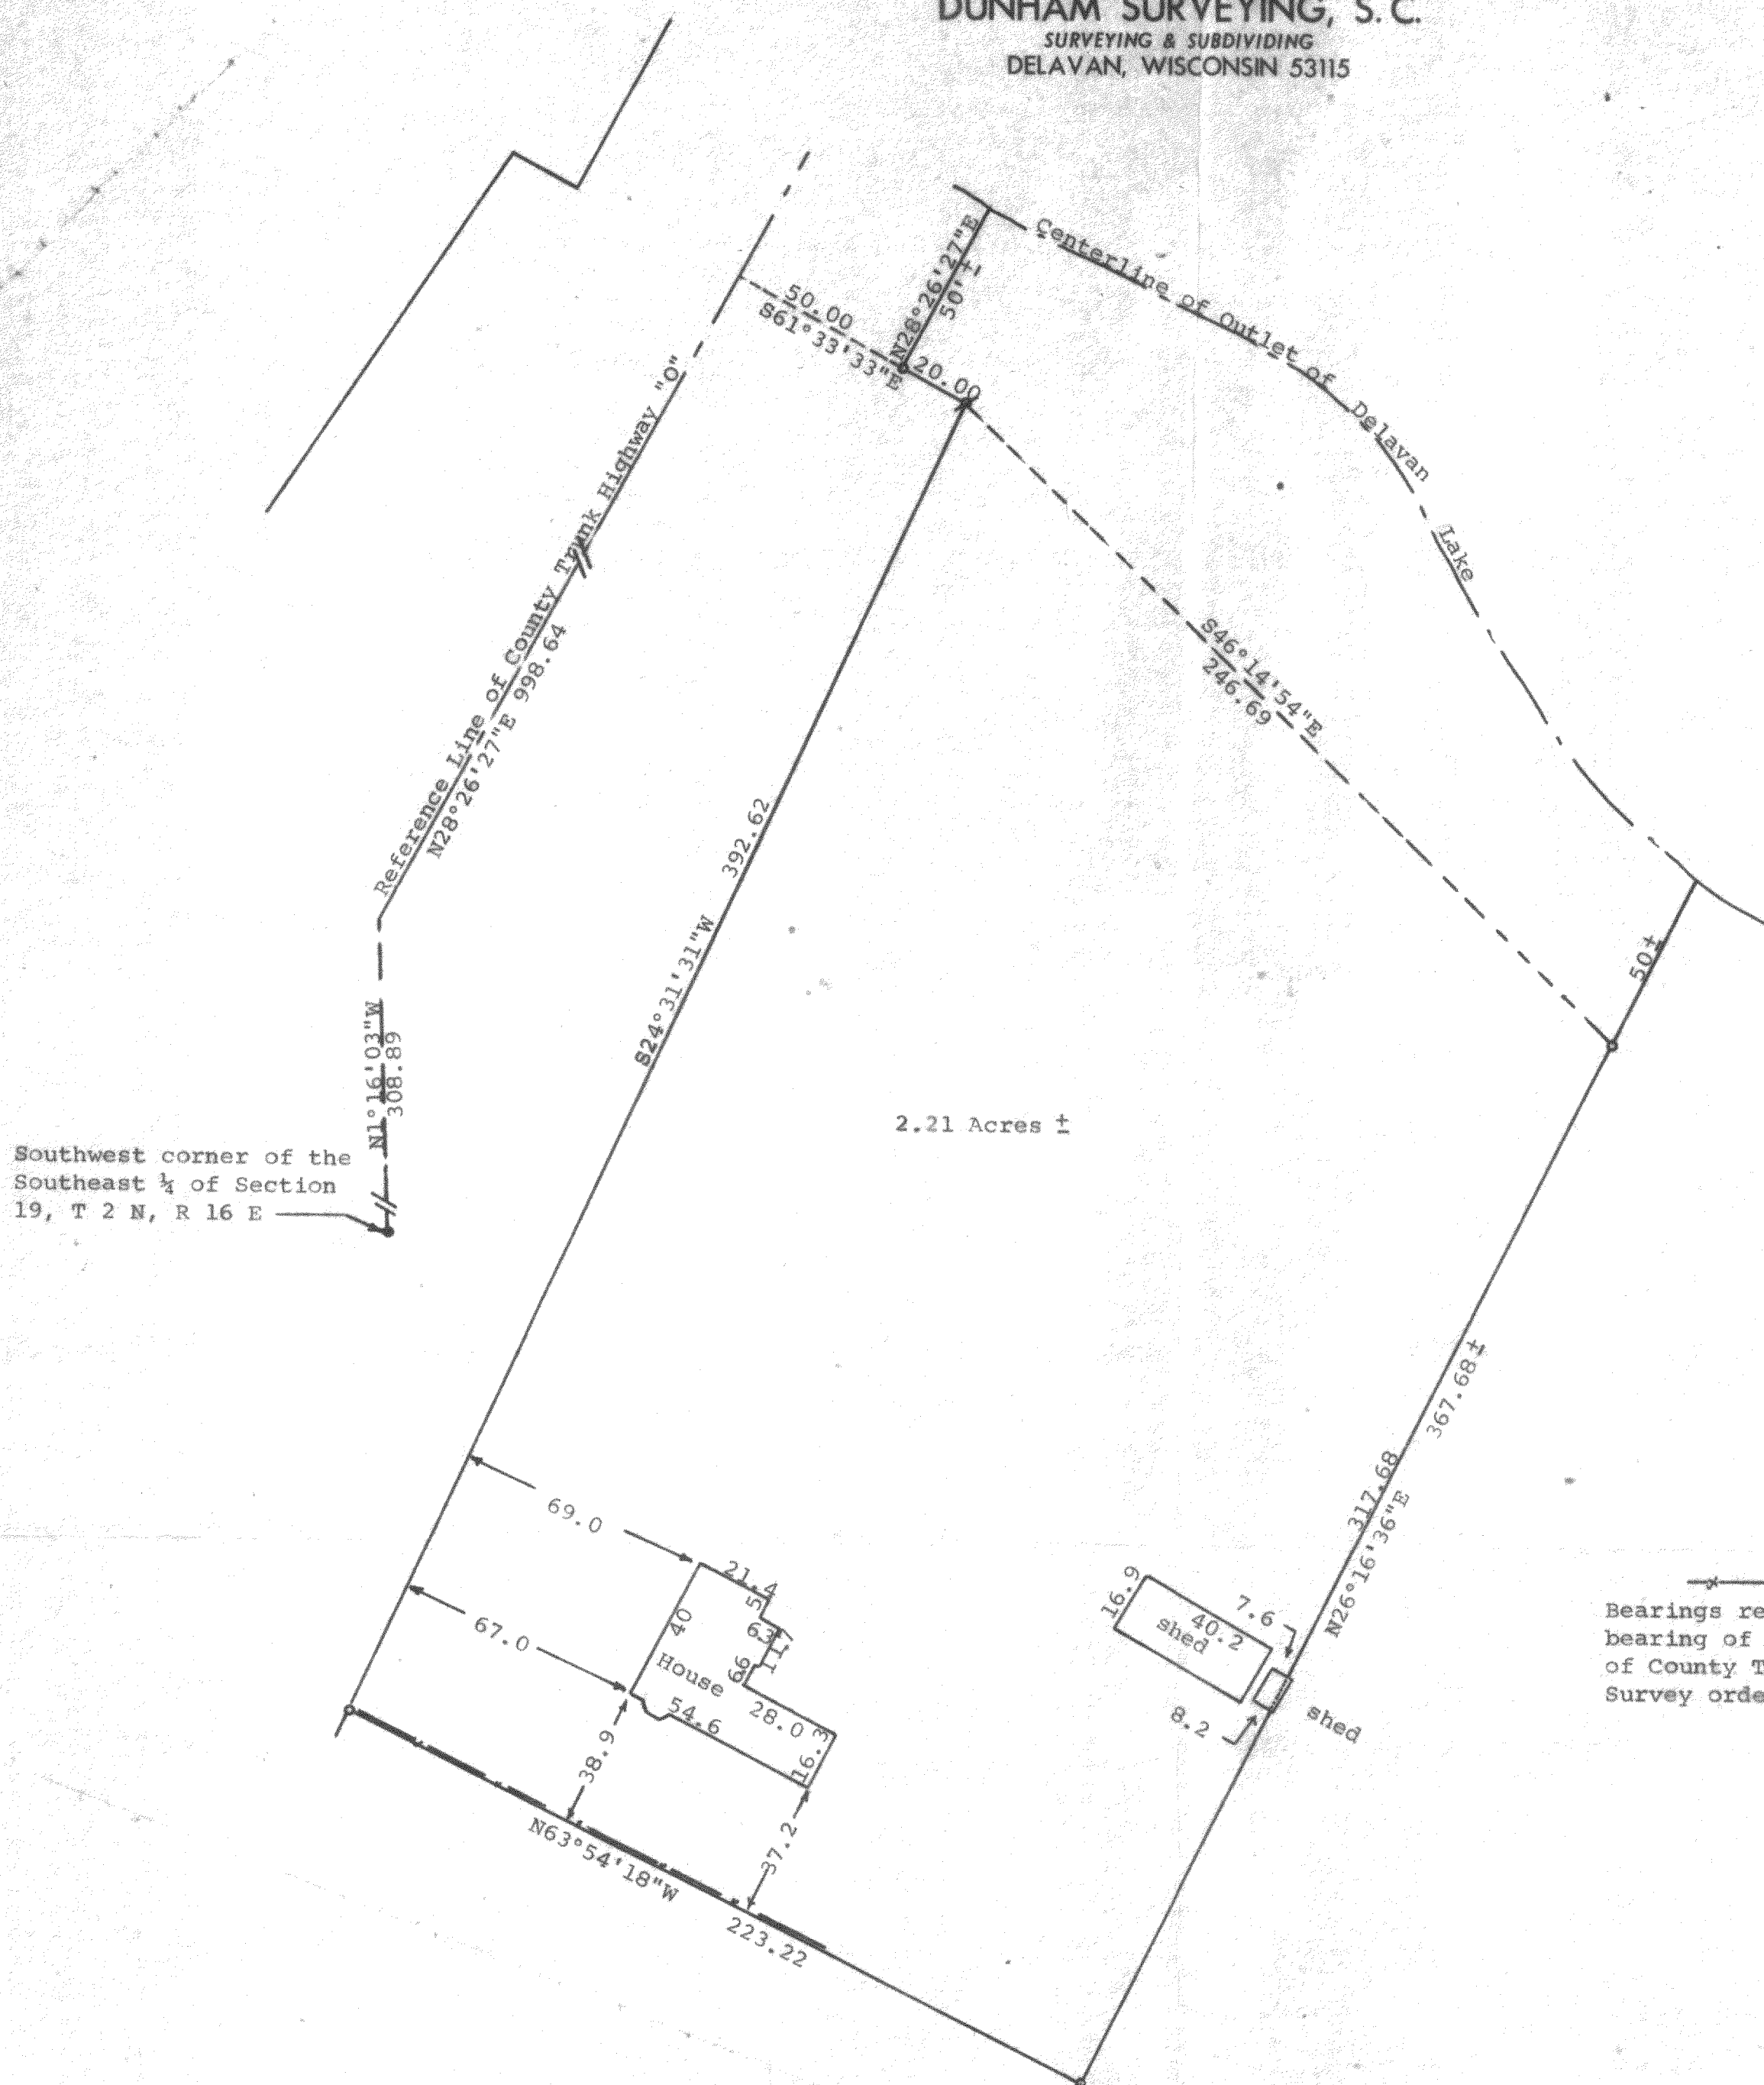 DUNHAM SURVEYING, S. C.
SURVEYING & SUBDIVIDING
DELAVAN, WISCONSIN 53115
Centerline of Outlet of Delavan Lake
N28°26'27"E
50'±
50.00
S61°33'33"E
20.00
Reference Line of County Trunk Highway "O"
N28°26'27"E 998.64
S46°14'54"E
246.69
S24°31'31"W 392.62
50±
N1°16'03"W
308.89
Southwest corner of the
Southeast ¼ of Section
19, T 2 N, R 16 E
2.21 Acres ±
367.68±
317.68
N26°16'36"E
69.0
67.0
21.4
40
House
54.6
28.0
16.3
38.9
37.2
16.9
40.2
shed
7.6
8.2
shed
N63°54'18"W
223.22
Bearings re
bearing of
of County T
Survey orde